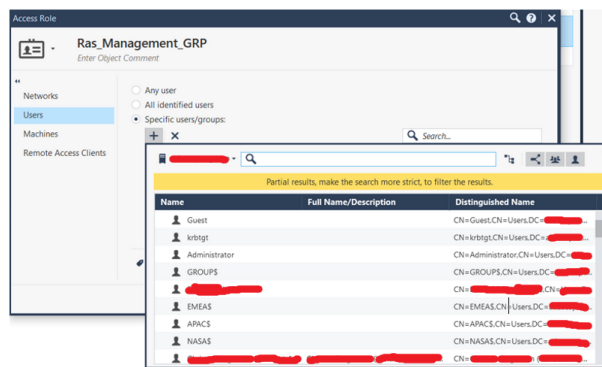 Access Role
Ras_Management_GRP
Enter Object Comment
Networks
Users
Machines
Remote Access Clients
Any user
All identified users
Specific users/groups:
Search...
Partial results, make the search more strict, to filter the results.
Name Full Name/Description Distinguished Name
Guest CN=Guest,CN=Users,DC=
krbtgt CN=krbtgt,CN=Users,DC=
Administrator CN=Administrator,CN=Users,DC=
GROUP$ CN=GROUP$,CN=Users,DC=
CN= CN=
EMEA$ CN=EMEA$,CN=Users,DC=
APAC$ CN=APAC$,CN=Users,DC=
NASA$ CN=NASA$,CN=Users,DC=
CN=